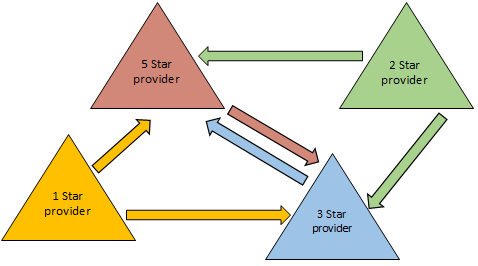 5 Star
provider
2 Star
provider
1 Star
provider
3 Star
provider